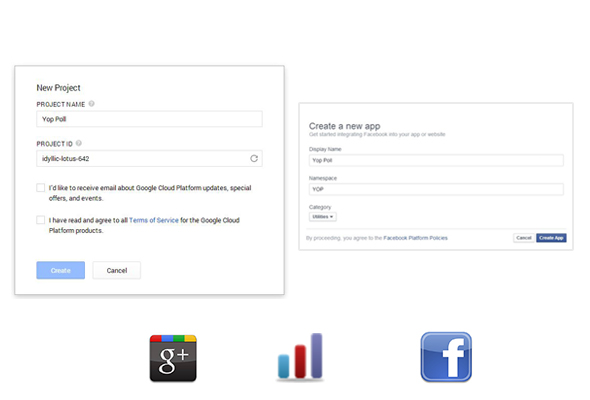 New Project
PROJECT NAME ?
Yop Poll
PROJECT ID ?
idyllic-lotus-642
I'd like to receive email about Google Cloud Platform updates, special
offers, and events.
I have read and agree to all Terms of Service for the Google Cloud
Platform products.
Create Cancel
Create a new app
Get started integrating Facebook into your app or website
Display Name
Yop Poll
Namespace
YOP
Category
Utilities
By proceeding, you agree to the Facebook Platform Policies
Cancel Create App
g+
f